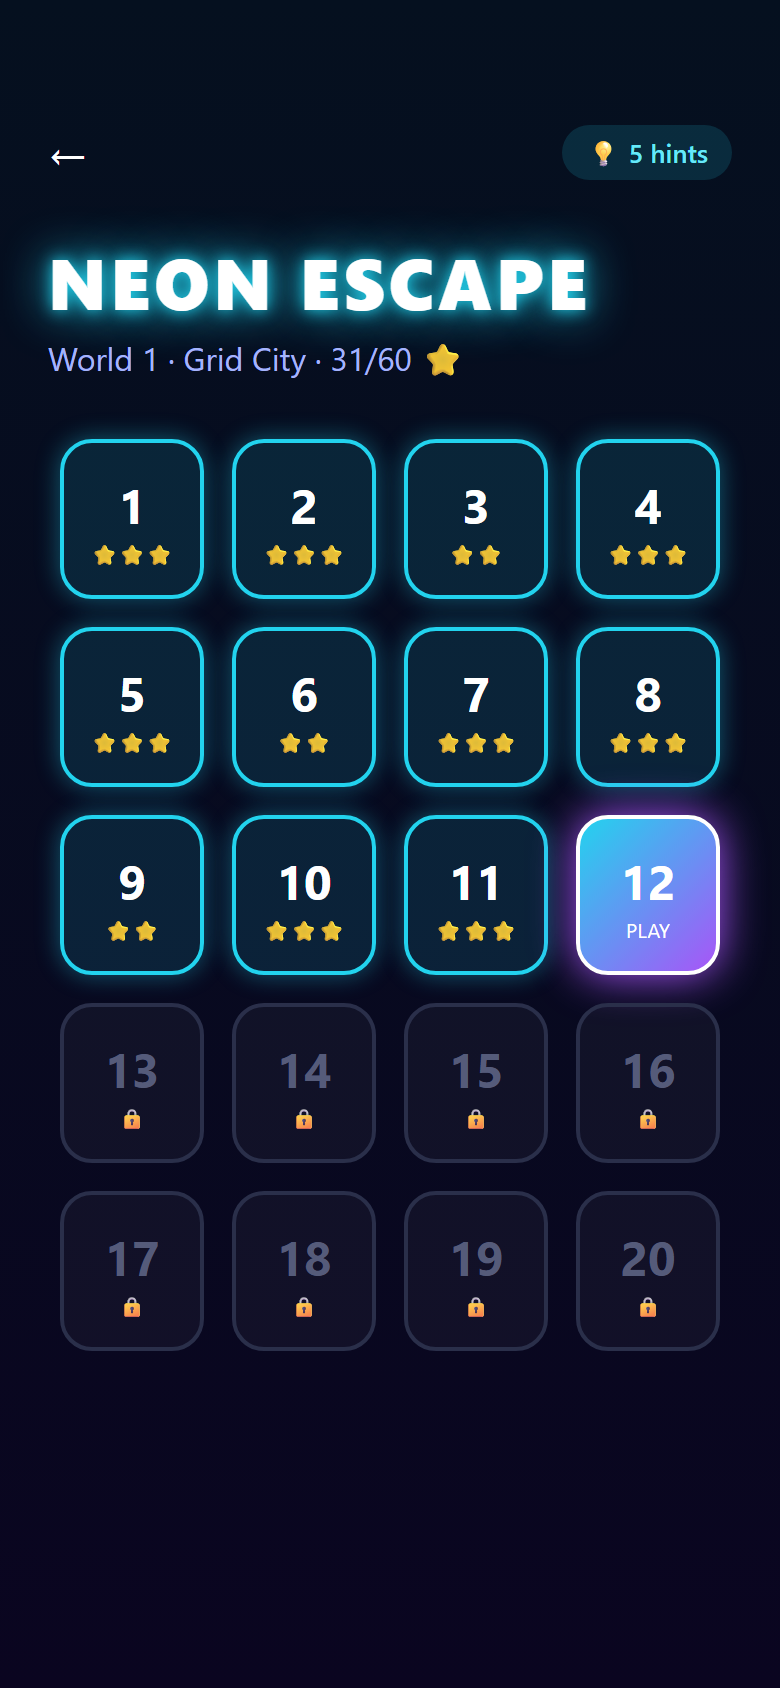 ← 💡 5 hints
NEON ESCAPE
World 1 · Grid City · 31/60 ⭐
1 2 3 4
⭐⭐⭐ ⭐⭐⭐ ⭐⭐ ⭐⭐⭐
5 6 7 8
⭐⭐⭐ ⭐⭐ ⭐⭐⭐ ⭐⭐⭐
9 10 11 12
⭐⭐ ⭐⭐⭐ ⭐⭐⭐ PLAY
13 14 15 16
🔒 🔒 🔒 🔒
17 18 19 20
🔒 🔒 🔒 🔒